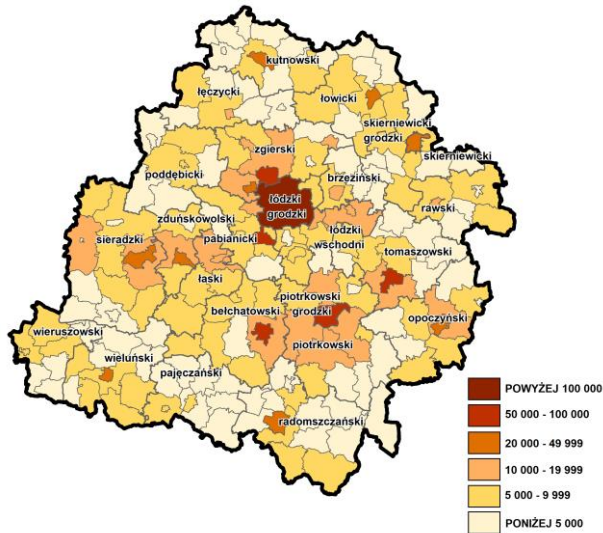 kutnowski
łęczycki
łowicki
skierniewicki
grodzki
skierniewicki
zgierski
brzeziński
poddębicki
rawski
łódzki
grodzki
zduńskowolski
łódzki
wschodni
sieradzki
pabianicki
tomaszowski
łaski
piotrkowski
grodzki
bełchatowski
opoczyński
wieruszowski
piotrkowski
wieluński
pajęczański
radomszczański
POWYŻEJ 100 000
50 000 - 100 000
20 000 - 49 999
10 000 - 19 999
5 000 - 9 999
PONIŻEJ 5 000